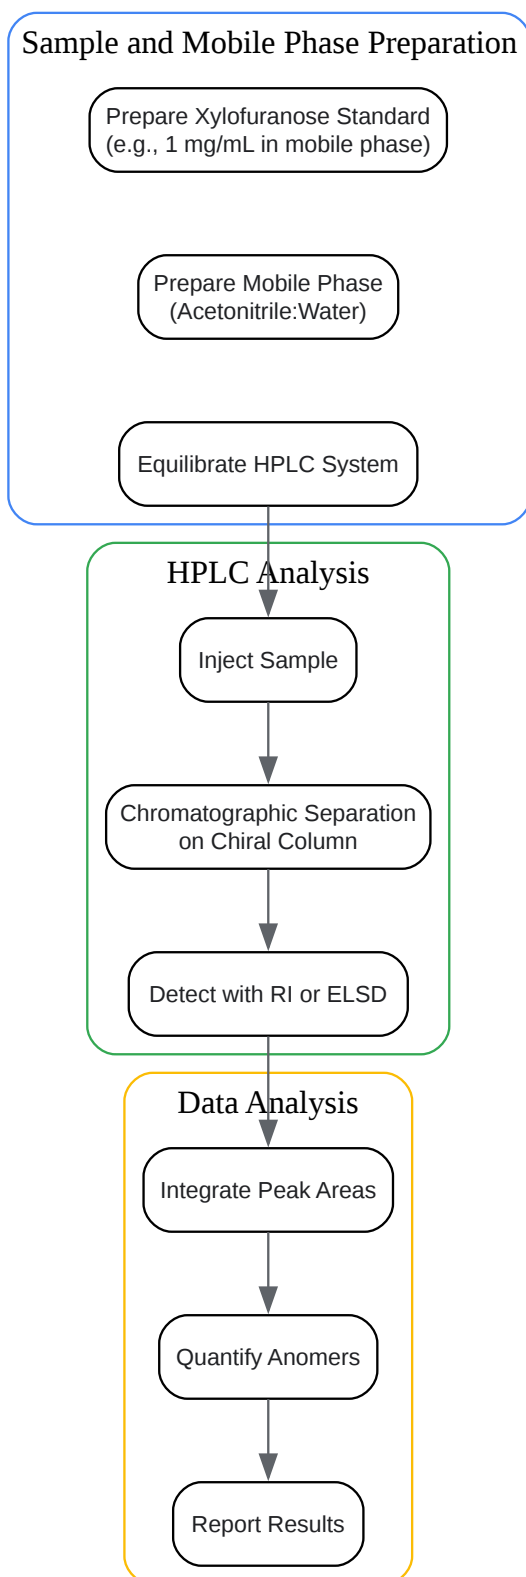 Sample and Mobile Phase Preparation
Prepare Xylofuranose Standard
(e.g., 1 mg/mL in mobile phase)
Prepare Mobile Phase
(Acetonitrile:Water)
Equilibrate HPLC System
HPLC Analysis
Inject Sample
Chromatographic Separation
on Chiral Column
Detect with RI or ELSD
Data Analysis
Integrate Peak Areas
Quantify Anomers
Report Results